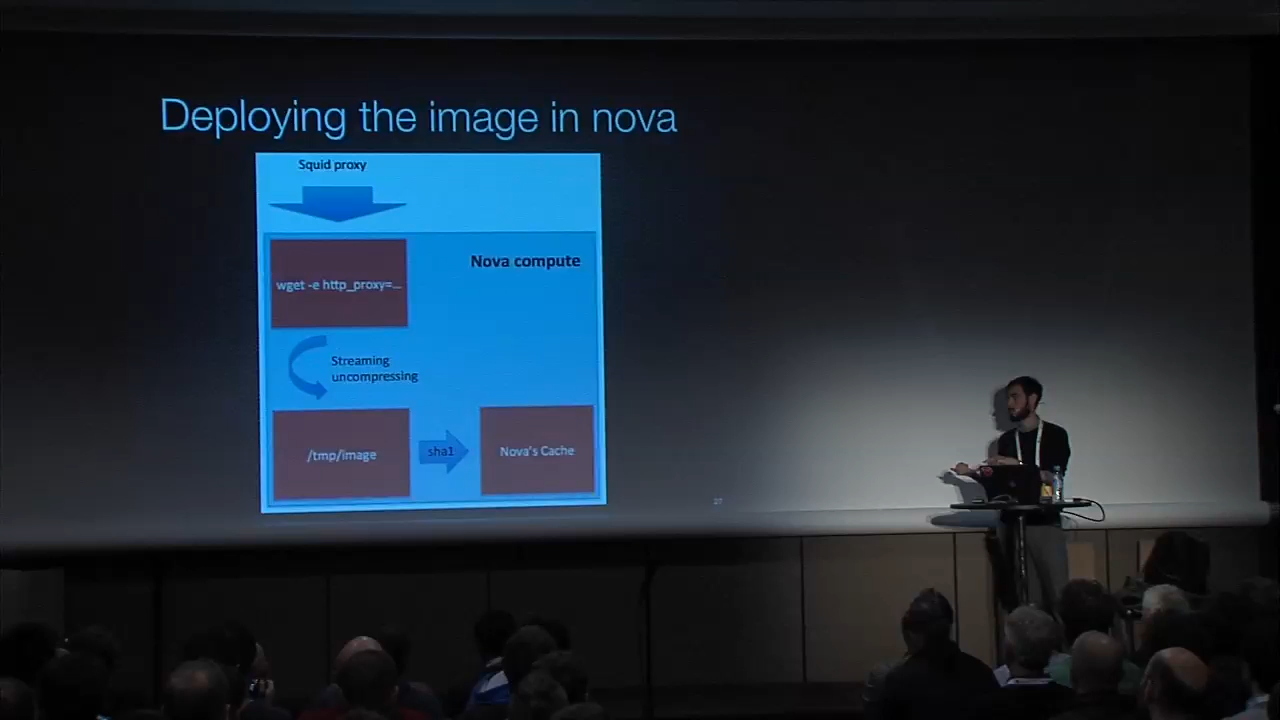 Deploying the image in nova
Squid proxy
Nova compute
wget -e http_proxy=...
Streaming
uncompressing
/tmp/image
sha1
Nova's Cache